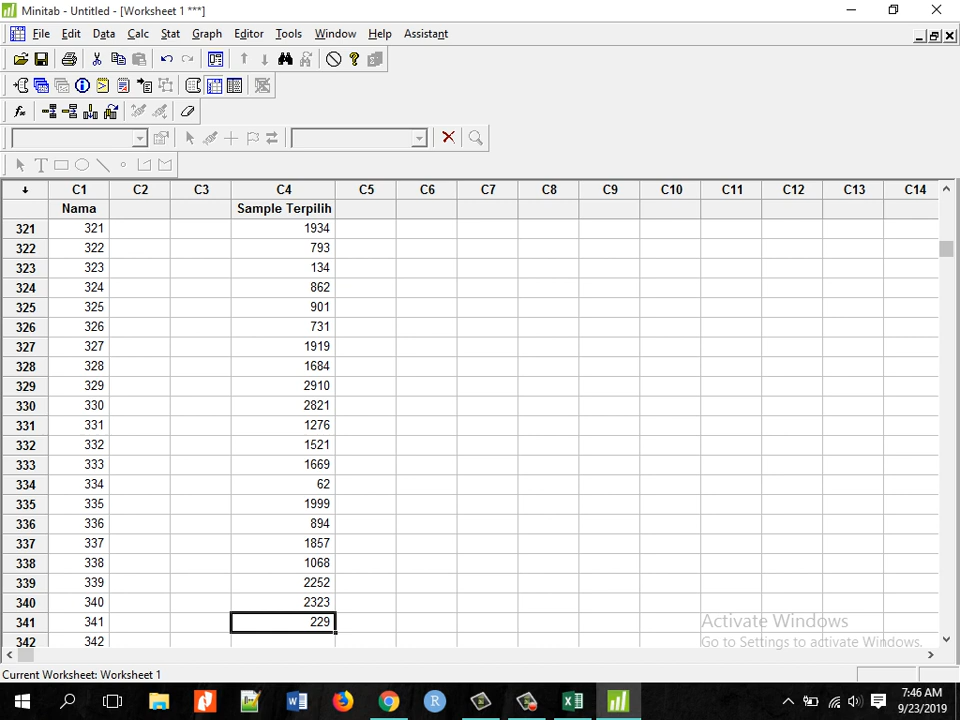 Minitab - Untitled - [Worksheet 1 ***]
File Edit Data Calc Stat Graph Editor Tools Window Help Assistant
↓ C1 C2 C3 C4 C5 C6 C7 C8 C9 C10 C11 C12 C13 C14
Nama Sample Terpilih
321 321 1934
322 322 793
323 323 134
324 324 862
325 325 901
326 326 731
327 327 1919
328 328 1684
329 329 2910
330 330 2821
331 331 1276
332 332 1521
333 333 1669
334 334 62
335 335 1999
336 336 894
337 337 1857
338 338 1068
339 339 2252
340 340 2323
341 341 229
342 342
Activate Windows
Go to Settings to activate Windows.
Current Worksheet: Worksheet 1
7:46 AM
9/23/2019